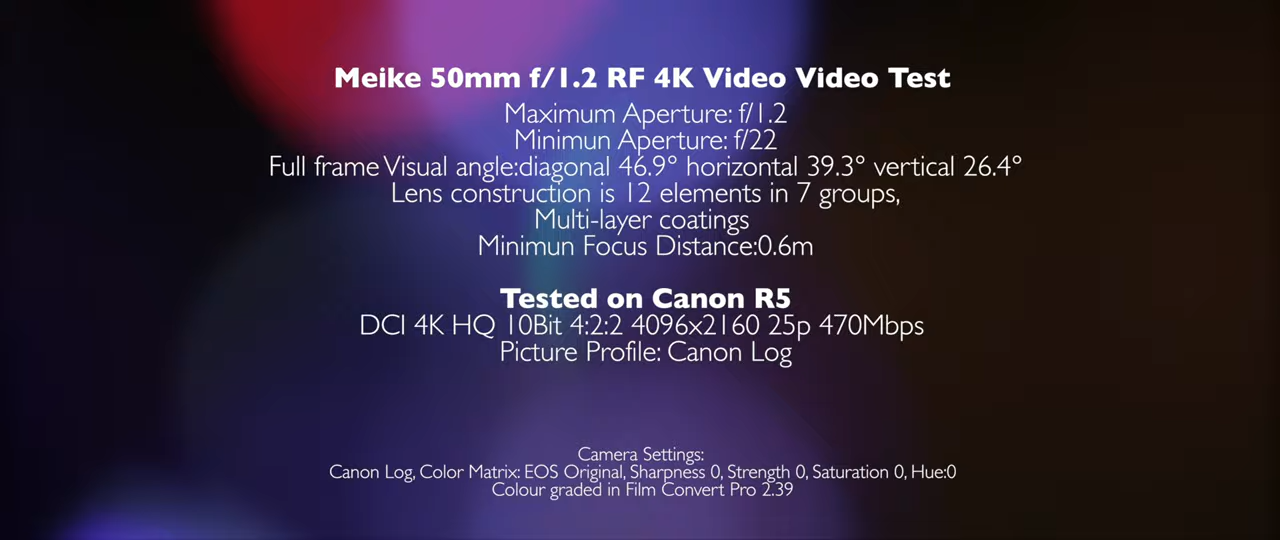 Meike 50mm f/1.2 RF 4K Video Video Test
Maximum Aperture: f/1.2
Minimun Aperture: f/22
Full frame Visual angle:diagonal 46.9° horizontal 39.3° vertical 26.4°
Lens construction is 12 elements in 7 groups,
Multi-layer coatings
Minimun Focus Distance:0.6m
Tested on Canon R5
DCI 4K HQ 10Bit 4:2:2 4096x2160 25p 470Mbps
Picture Profile: Canon Log
Camera Settings:
Canon Log, Color Matrix: EOS Original, Sharpness 0, Strength 0, Saturation 0, Hue:0
Colour graded in Film Convert Pro 2.39